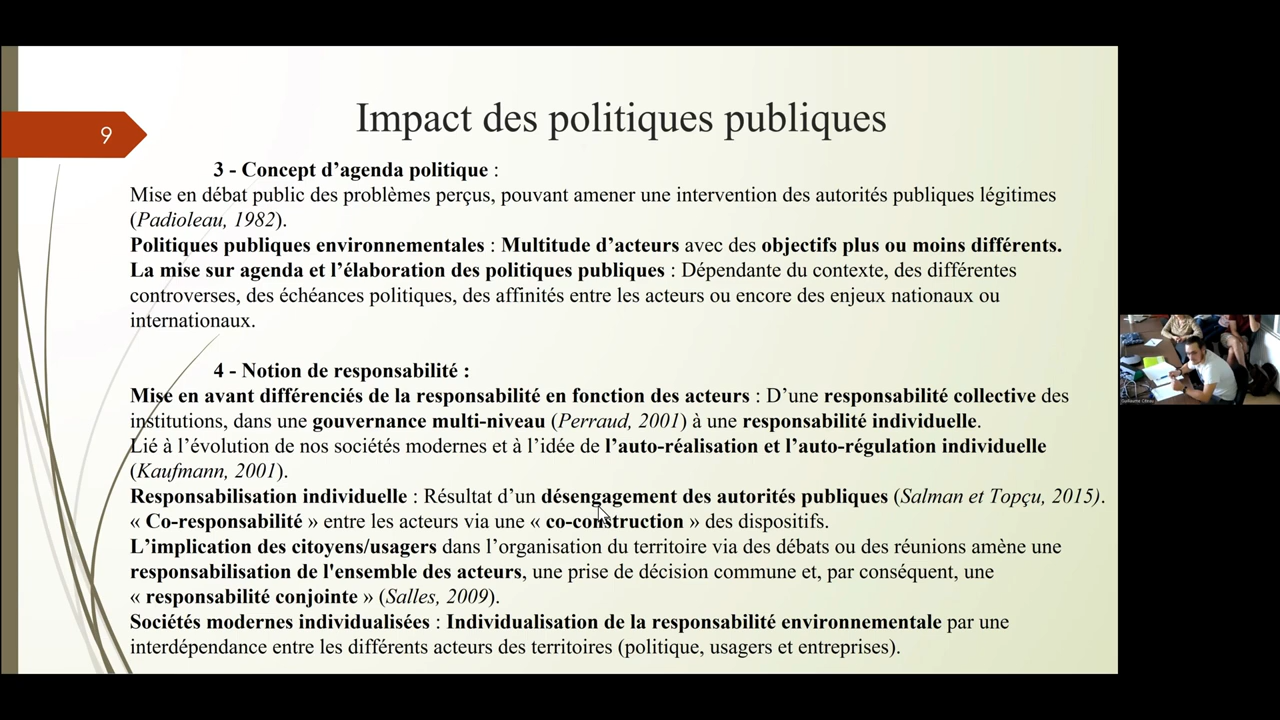 Impact des politiques publiques
9
3 - Concept d’agenda politique :
Mise en débat public des problèmes perçus, pouvant amener une intervention des autorités publiques légitimes
(Padioleau, 1982).
Politiques publiques environnementales : Multitude d’acteurs avec des objectifs plus ou moins différents.
La mise sur agenda et l’élaboration des politiques publiques : Dépendante du contexte, des différentes
controverses, des échéances politiques, des affinités entre les acteurs ou encore des enjeux nationaux ou
internationaux.
4 - Notion de responsabilité :
Mise en avant différenciés de la responsabilité en fonction des acteurs : D’une responsabilité collective des
institutions, dans une gouvernance multi-niveau (Perraud, 2001) à une responsabilité individuelle.
Lié à l’évolution de nos sociétés modernes et à l’idée de l’auto-réalisation et l’auto-régulation individuelle
(Kaufmann, 2001).
Responsabilisation individuelle : Résultat d’un désengagement des autorités publiques (Salman et Topçu, 2015).
« Co-responsabilité » entre les acteurs via une « co-construction » des dispositifs.
L’implication des citoyens/usagers dans l’organisation du territoire via des débats ou des réunions amène une
responsabilisation de l'ensemble des acteurs, une prise de décision commune et, par conséquent, une
« responsabilité conjointe » (Salles, 2009).
Sociétés modernes individualisées : Individualisation de la responsabilité environnementale par une
interdépendance entre les différents acteurs des territoires (politique, usagers et entreprises).